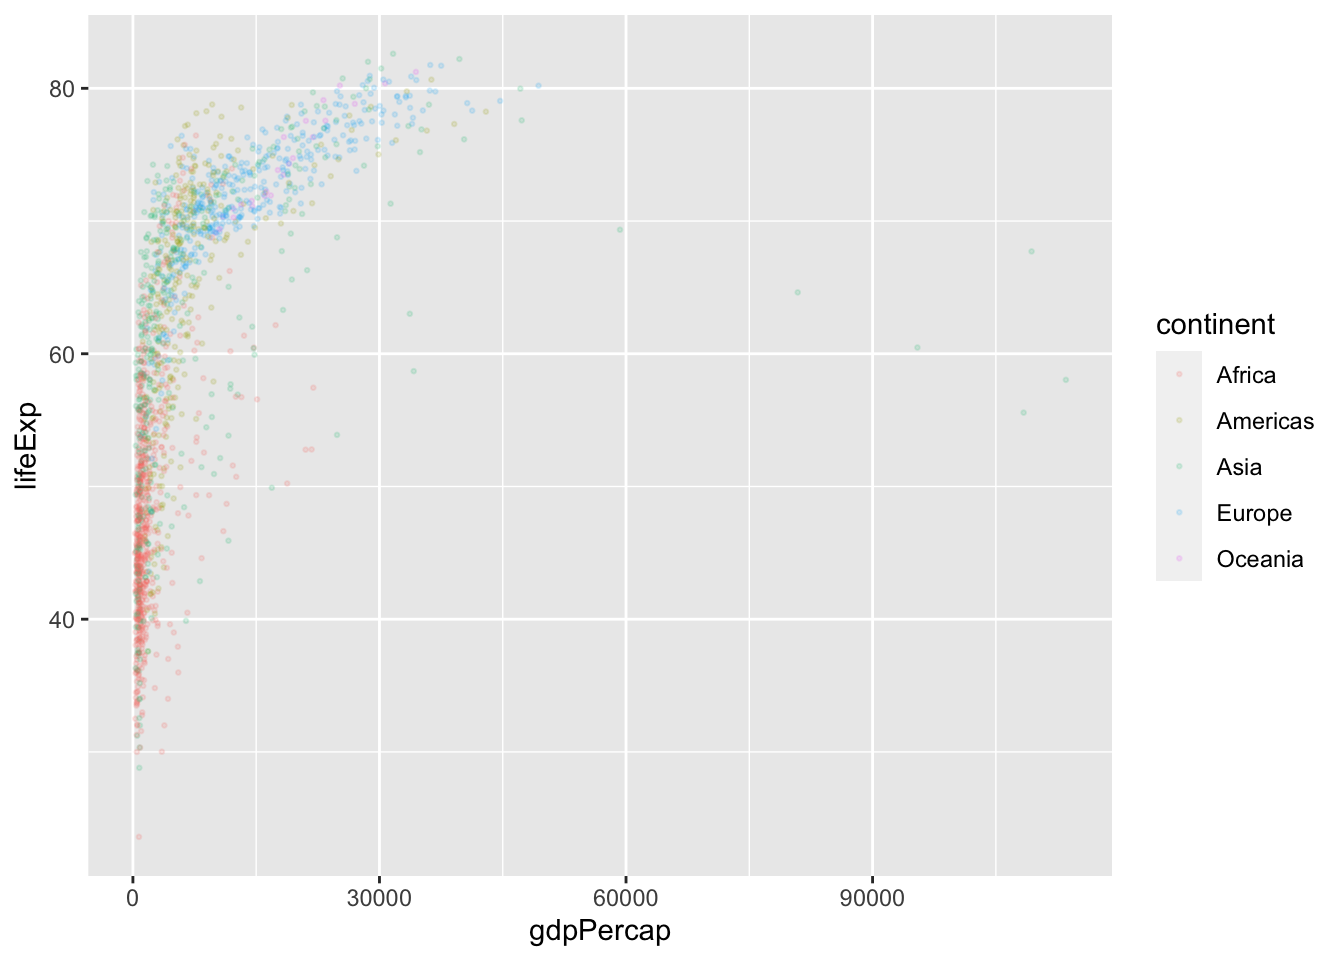 80
60
40
lifeExp
0
30000
60000
90000
gdpPercap
continent
Africa
Americas
Asia
Europe
Oceania